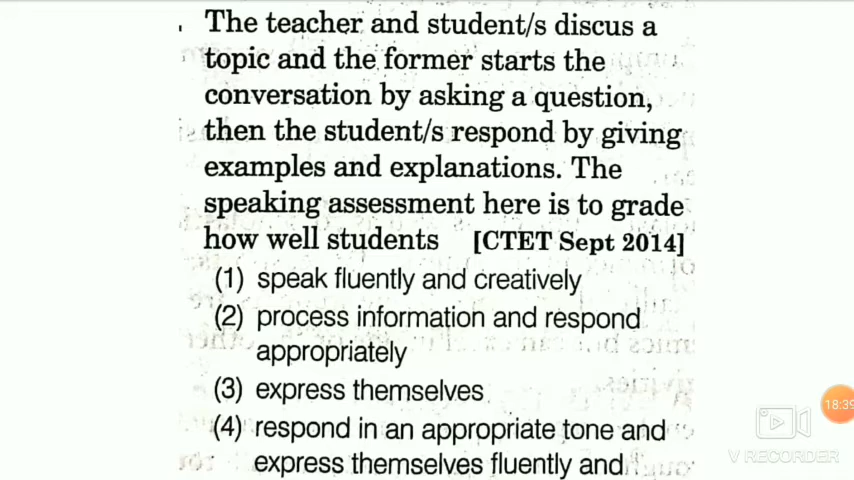 The teacher and student/s discus a
topic and the former starts the
conversation by asking a question,
then the student/s respond by giving
examples and explanations. The
speaking assessment here is to grade
how well students [CTET Sept 2014]
(1) speak fluently and creatively
(2) process information and respond
appropriately
(3) express themselves
(4) respond in an appropriate tone and
express themselves fluently and
18:39
V RECORDER